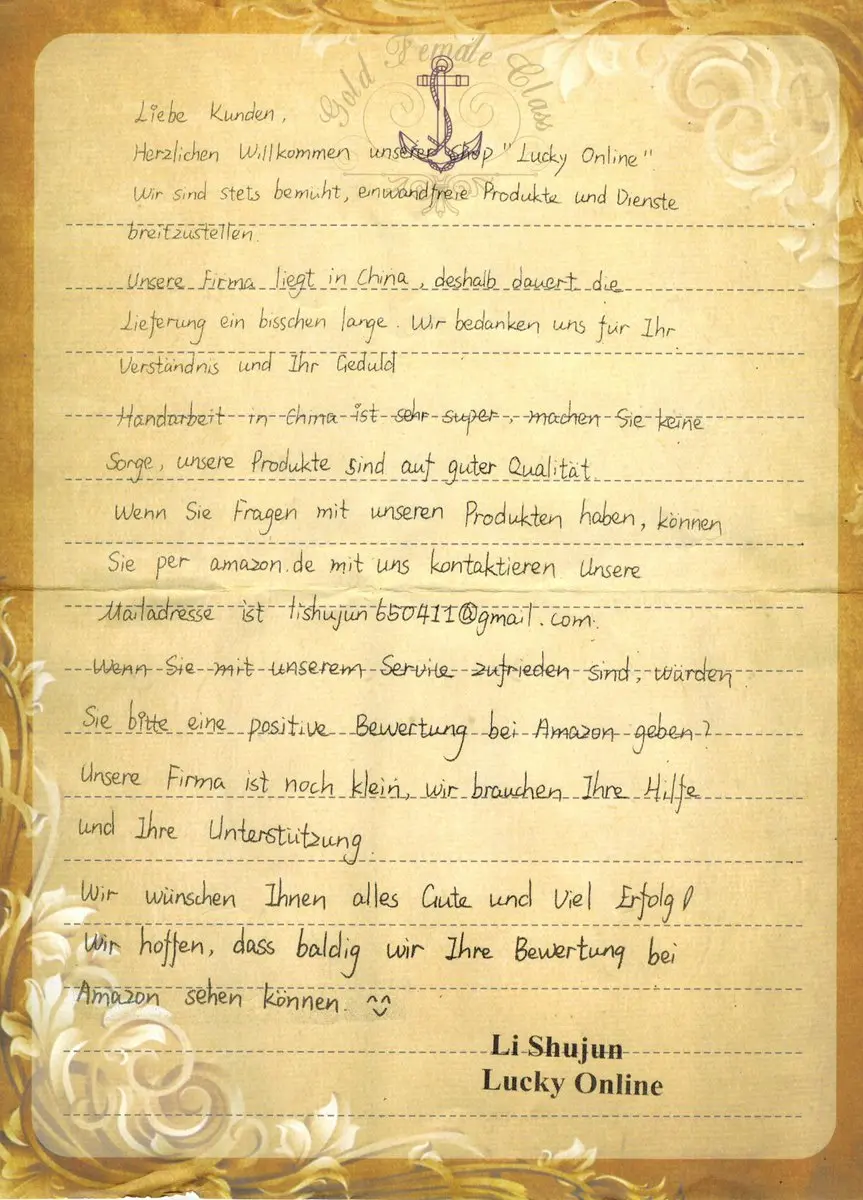 Gold Female Class
Liebe Kunden,
Herzlichen Willkommen unserer Shop "Lucky Online"
Wir sind stets bemüht, einwandfreie Produkte und Dienste
breitzustellen.
Unsere Firma liegt in China, deshalb dauert die
Lieferung ein bisschen lange. Wir bedanken uns für Ihr
Verständnis und Ihr Geduld
Handarbeit in China ist sehr super, machen Sie keine
Sorge, unsere Produkte sind auf guter Qualität.
Wenn Sie Fragen mit unseren Produkten haben, können
Sie per amazon.de mit uns kontaktieren. Unsere
Mailadresse ist lishujun650411@gmail.com.
Wenn Sie mit unserem Service zufrieden sind, würden
Sie bitte eine positive Bewertung bei Amazon geben?
Unsere Firma ist noch klein, wir brauchen Ihre Hilfe
und Ihre Unterstützung.
Wir wünschen Ihnen alles Gute und Viel Erfolg!
Wir hoffen, dass baldig wir Ihre Bewertung bei
Amazon sehen können. ^^
Li Shujun
Lucky Online